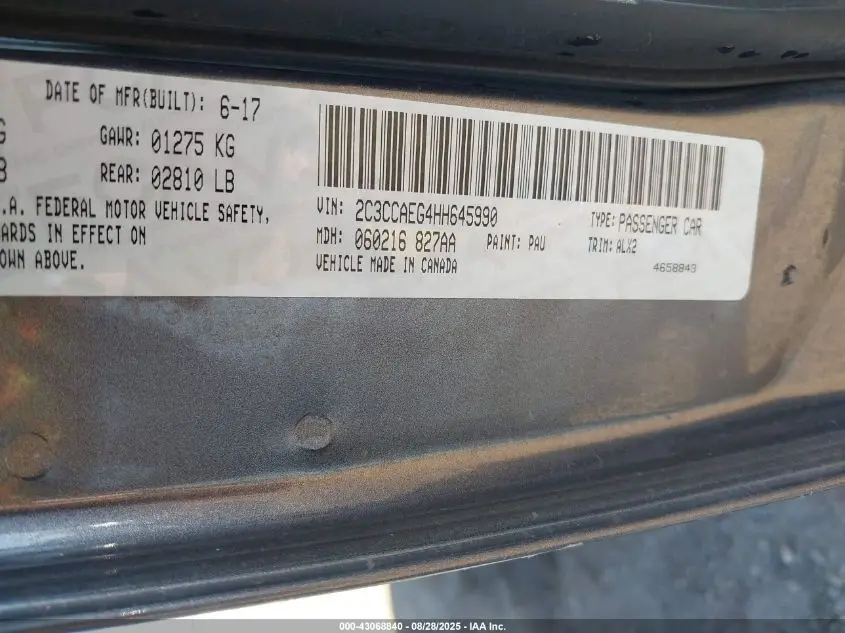 DATE OF MFR(BUILT): 6-17
G GAWR: 01275 KG
B REAR: 02810 LB
.A. FEDERAL MOTOR VEHICLE SAFETY,
ARDS IN EFFECT ON
OWN ABOVE.
VIN: 2C3CCAEG4HH645990 TYPE: PASSENGER CAR
MDH: 060216 827AA PAINT: PAU TRIM: ALX2
VEHICLE MADE IN CANADA 4658843
000-43068840 | 08/28/2025 - IAA Inc.